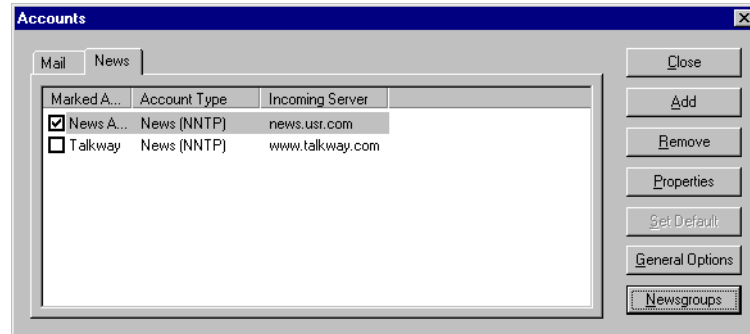 Accounts
Mail News
Close
Marked A... Account Type Incoming Server
Add
News A... News (NNTP) news.usr.com
Talkway News (NNTP) www.talkway.com
Remove
Properties
Set Default
General Options
Newsgroups